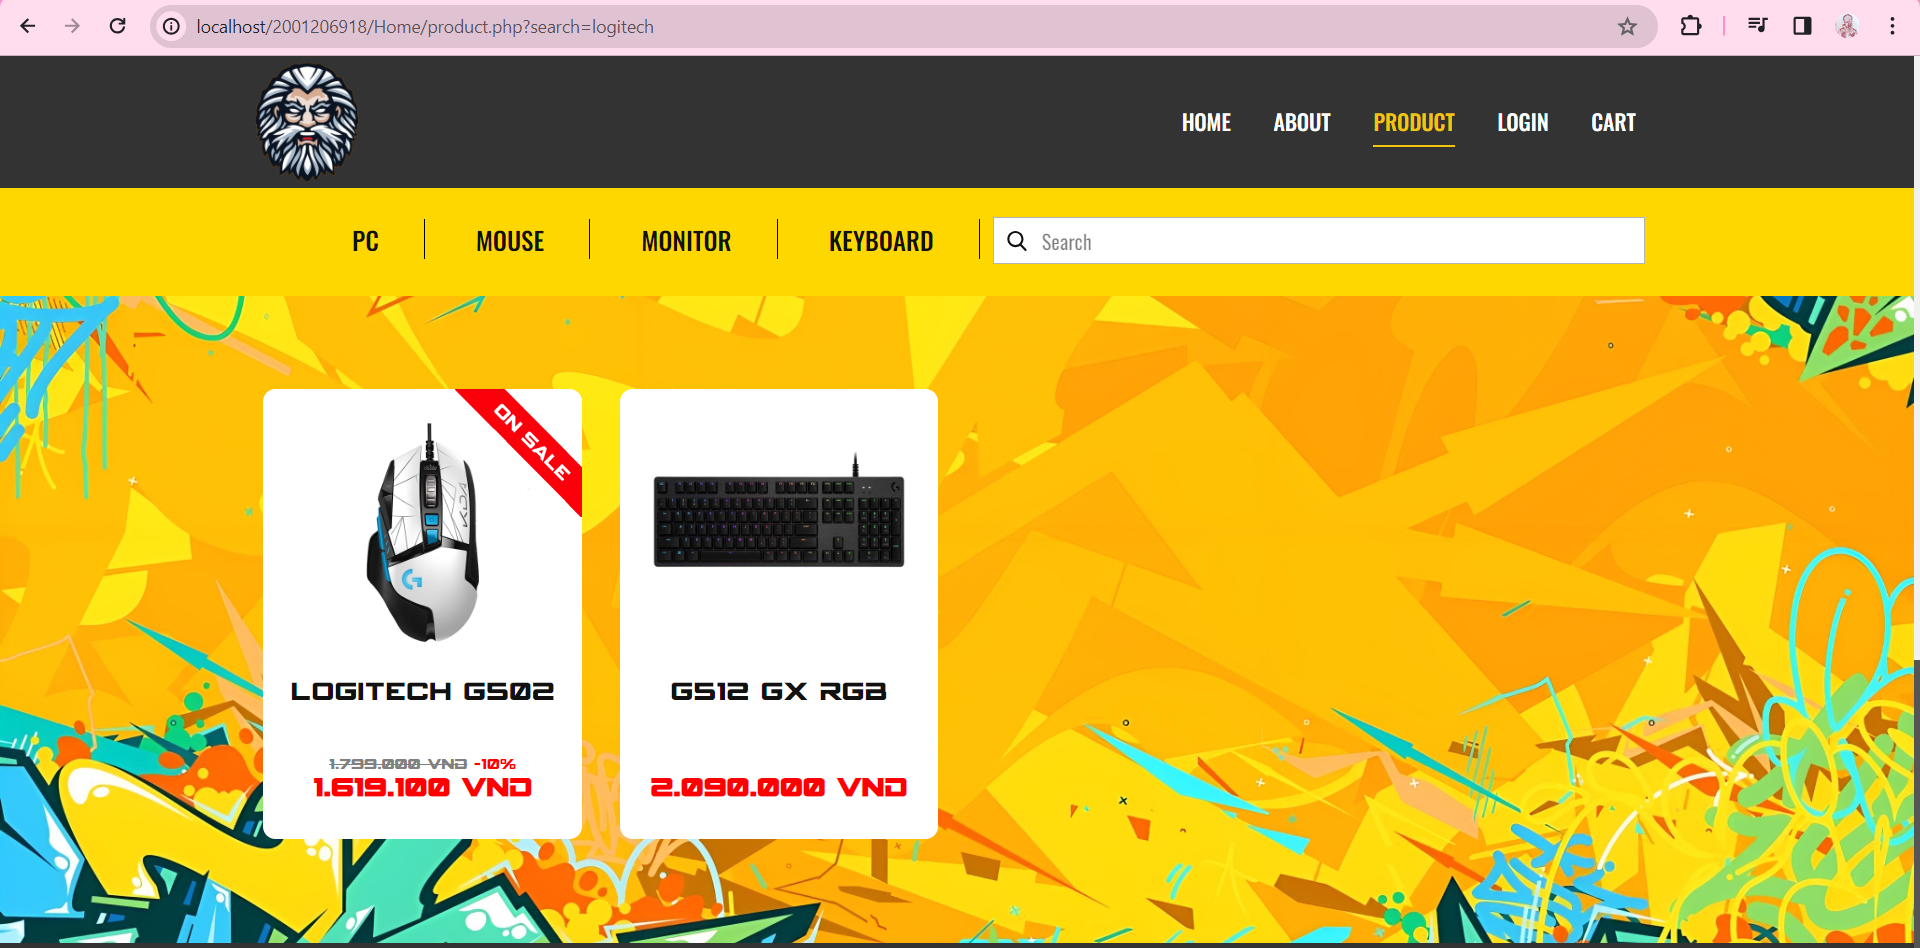 localhost/2001206918/Home/product.php?search=logitech
HOME ABOUT PRODUCT LOGIN CART
PC MOUSE MONITOR KEYBOARD Search
ON SALE
LOGITECH G502
1.799.000 VND -10%
1.619.100 VND
G512 GX RGB
2.090.000 VND